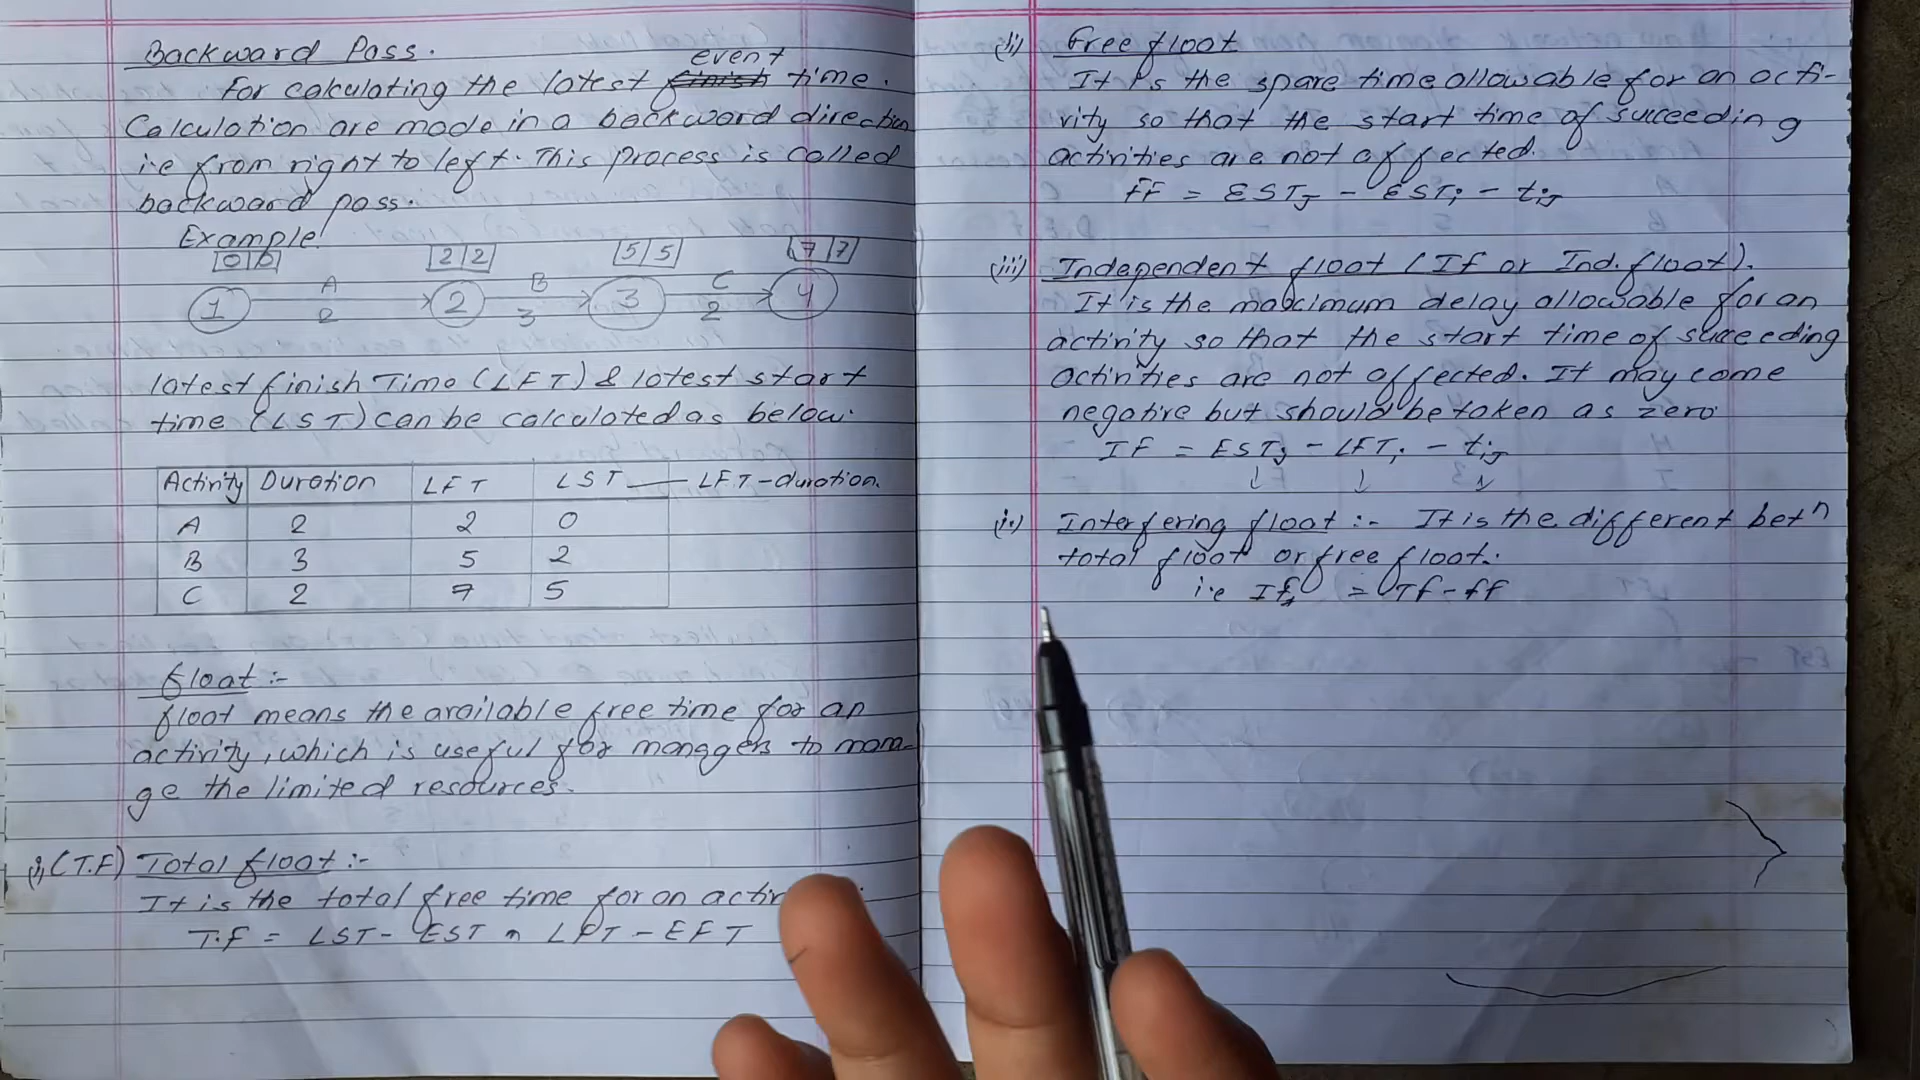 Backward Pass.
event
For calculating the latest finish time.
Calculation are made in a backward direction
i.e from right to left. This process is called
backward pass.
Example!
0 0 2 2 5 5 7 7
A B C
1 2 3 4
2 3 2
latest finish Time (LFT) & latest start
time (LST) can be calculated as below.
Activity Duration LFT LST — LFT-duration.
A 2 2 0
B 3 5 2
C 2 7 5
float :-
float means the available free time for an
activity, which is useful for managers to mana-
ge the limited resources.
(i) (T.F) Total float :-
It is the total free time for an
T.F = LST - EST LFT - EFT
(ii) Free float
It is the spare time allowable for an acti-
vity so that the start time of succeeding
activities are not affected.
FF = ESTj - ESTi - tij
(iii) Independent float (If or Ind. float).
It is the maximum delay allowable for an
activity so that the start time of succeeding
activities are not affected. It may come
negative but should be taken as zero
IF = ESTj - LFTi - tij
(iv) Interfering float :- It is the different betn
total float or free float.
i.e If = Tf - ff